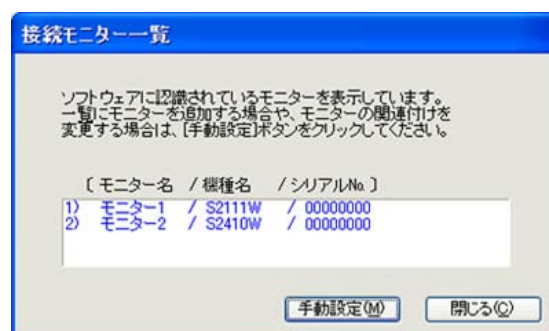 接続モニター一覧
ソフトウェアに認識されているモニターを表示しています。
一覧にモニターを追加する場合や、モニターの関連付けを
変更する場合は、[手動設定]ボタンをクリックしてください。
〔 モニター名 / 機種名 / シリアル№ 〕
1) モニター1 / S2111W / 00000000
2) モニター2 / S2410W / 00000000
手動設定(M) 閉じる(C)